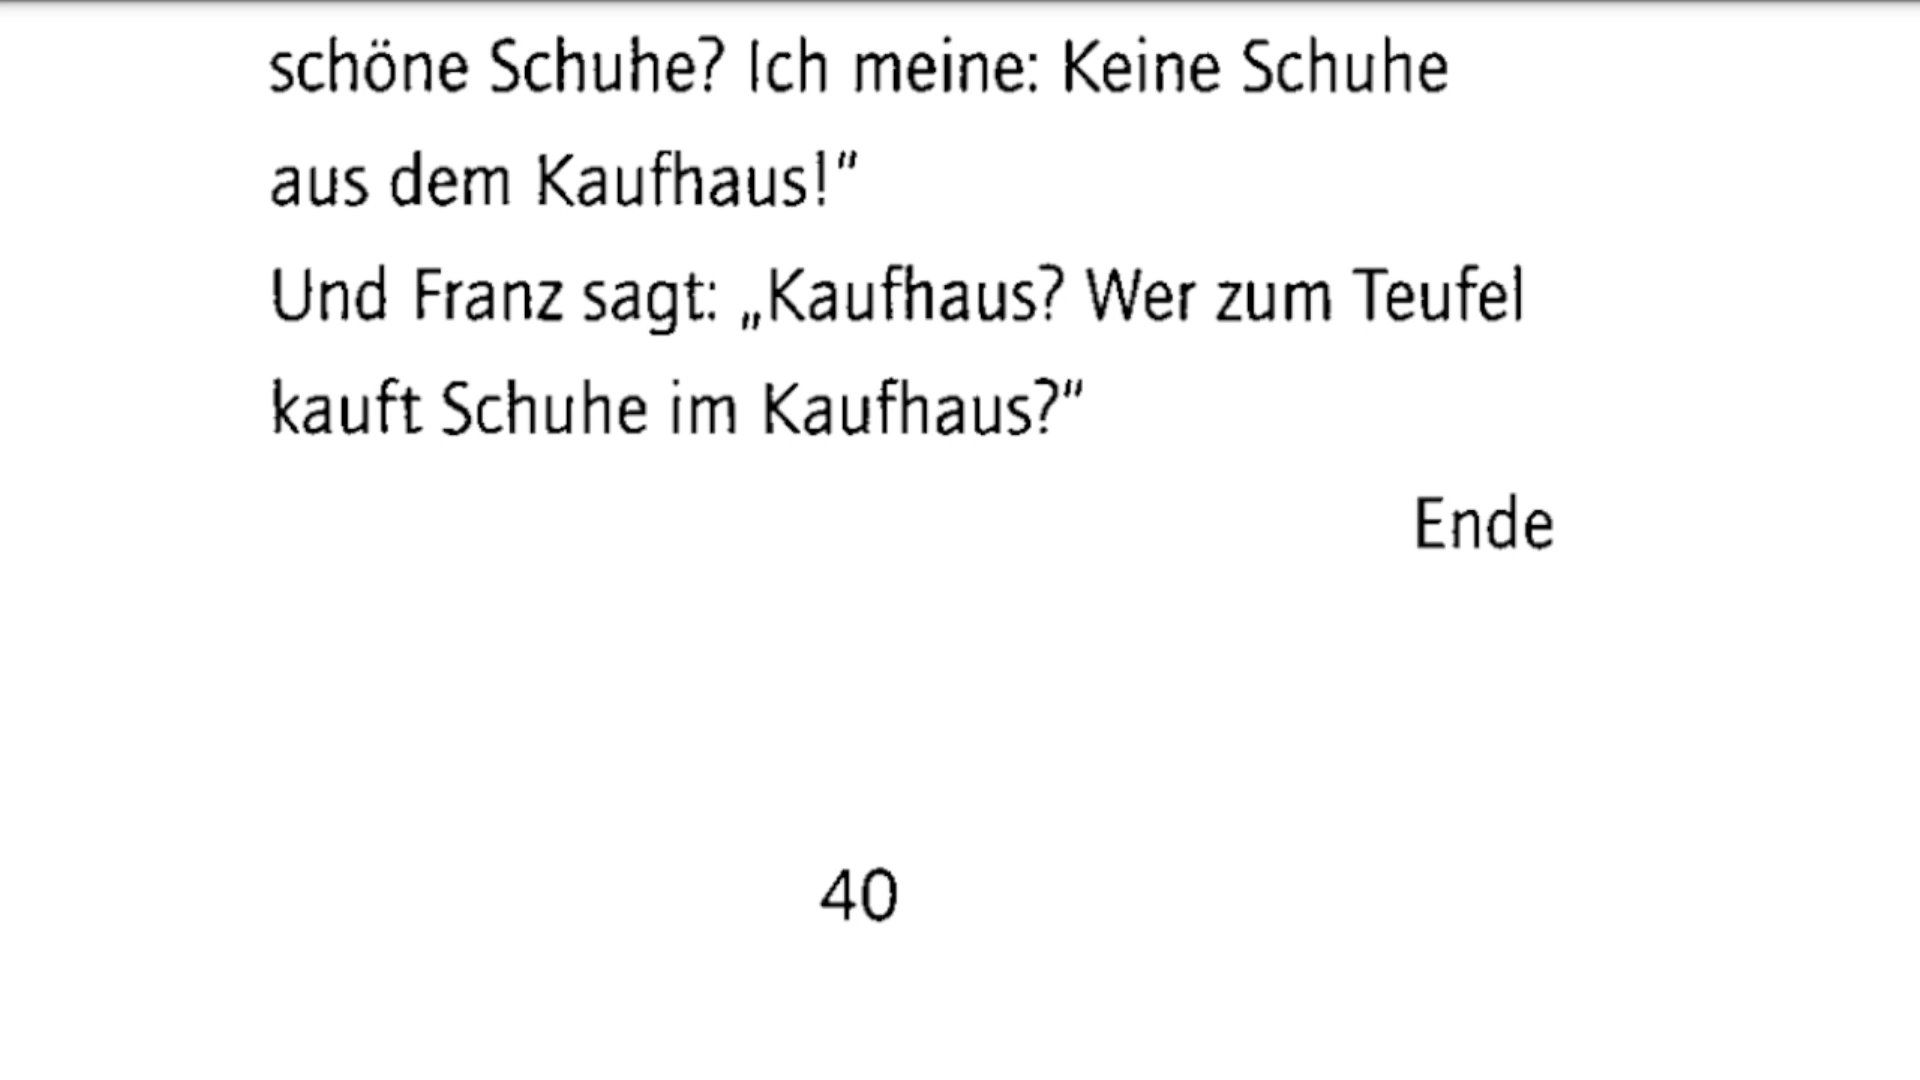 schöne Schuhe? Ich meine: Keine Schuhe
aus dem Kaufhaus!“
Und Franz sagt: „Kaufhaus? Wer zum Teufel
kauft Schuhe im Kaufhaus?“
Ende
40